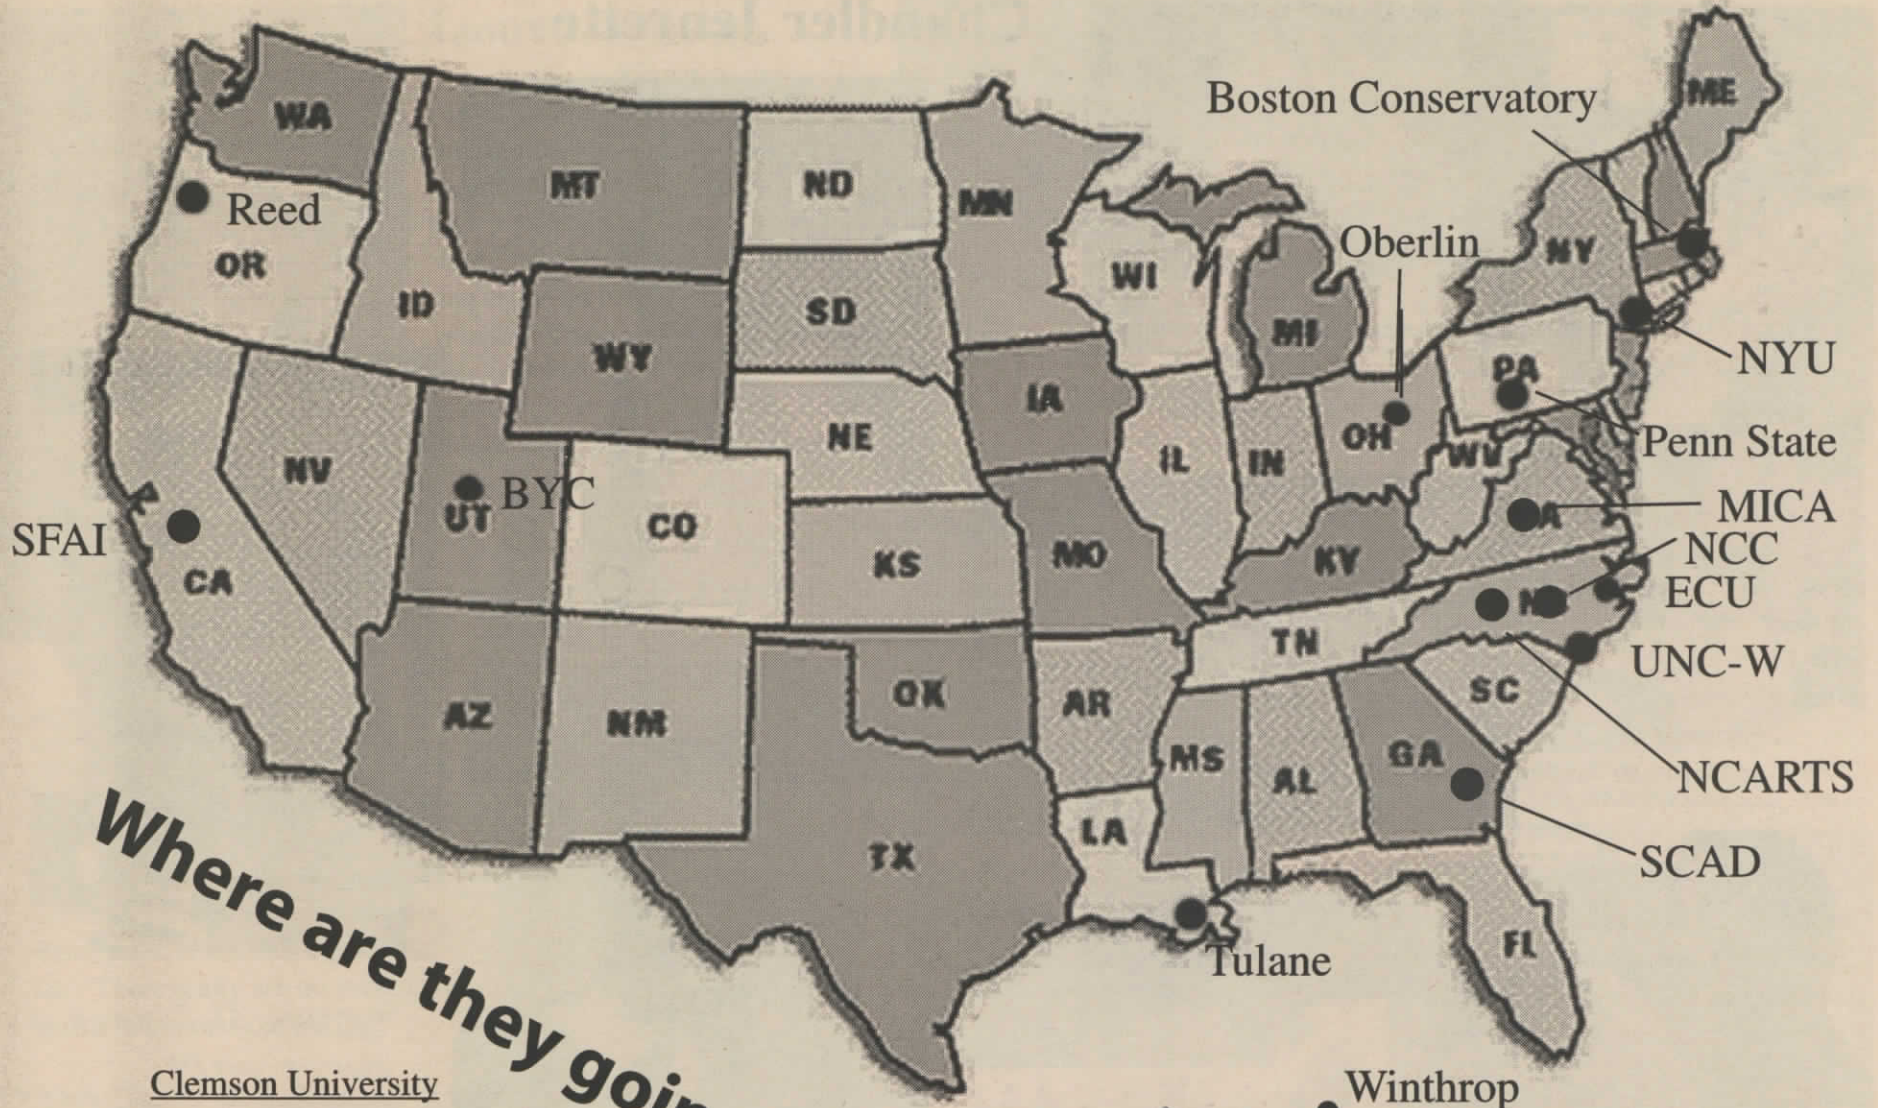 Boston Conservatory
ME
WA
MT
ND
MN
Reed
OR
Oberlin
NY
WI
ID
SD
MI
WY
NYU
PA
IA
NE
OH
Penn State
WV
IL
IN
NV
BYC
UT
CO
MICA
SFAI
NCC
MO
KY
KS
CA
ECU
TN
UNC-W
SC
OK
AR
AZ
NM
GA
MS
AL
NCARTS
LA
TX
SCAD
FL
Tulane
Where are they goin
Clemson University
Winthrop